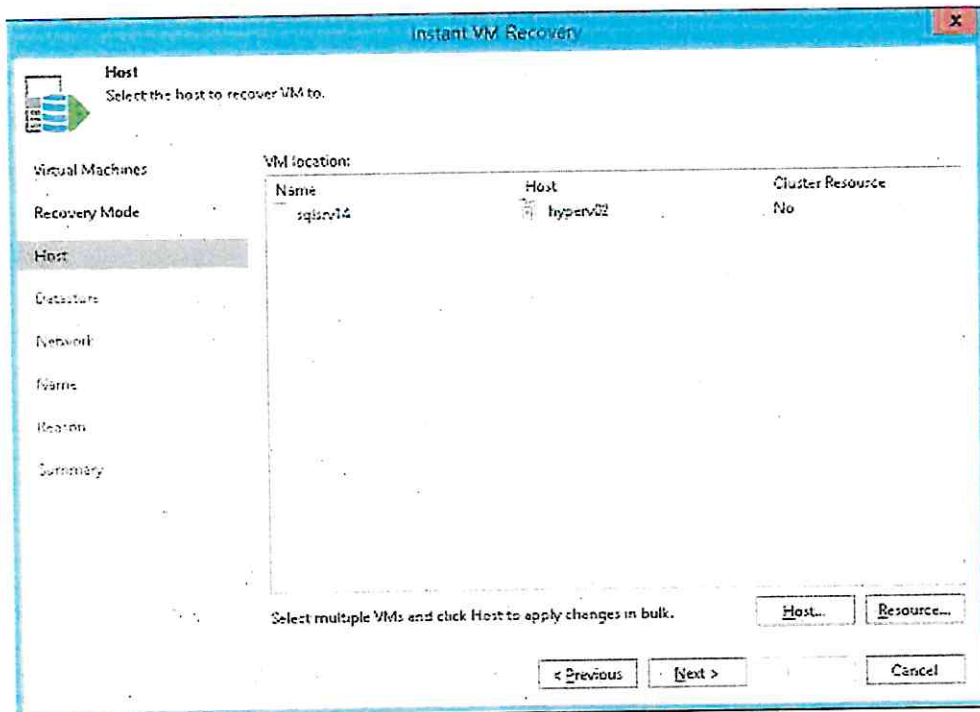 Instant VM Recovery
x
Host
Select the host to recover VM to.
Virtual Machines
Recovery Mode
Host
Datastore
Network
Name
Reason
Summary
VM location:
Name Host Cluster Resource
sqlsrv14 hyperv02 No
Select multiple VMs and click Host to apply changes in bulk.
Host... Resource...
< Previous Next > Cancel